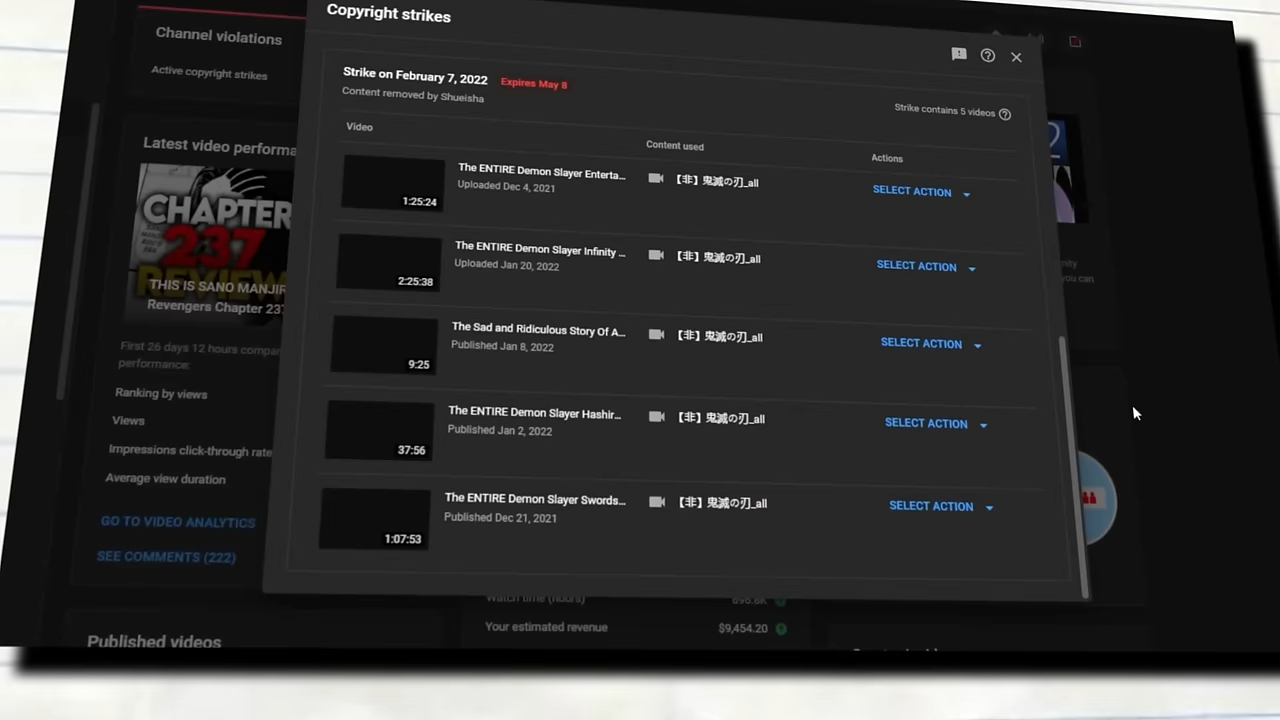 Copyright strikes
Strike on February 7, 2022 Expires May 8
Content removed by Shueisha
Strike contains 5 videos
Video
Content used
Actions
The ENTIRE Demon Slayer Enterta...
Uploaded Dec 4, 2021
1:25:24
【非】鬼滅の刃_all
SELECT ACTION
The ENTIRE Demon Slayer Infinity ...
Uploaded Jan 20, 2022
2:25:38
【非】鬼滅の刃_all
SELECT ACTION
The Sad and Ridiculous Story Of A...
Published Jan 8, 2022
9:25
【非】鬼滅の刃_all
SELECT ACTION
The ENTIRE Demon Slayer Hashir...
Published Jan 2, 2022
37:56
【非】鬼滅の刃_all
SELECT ACTION
The ENTIRE Demon Slayer Swords...
Published Dec 21, 2021
1:07:53
【非】鬼滅の刃_all
SELECT ACTION
Channel violations
Active copyright strikes
Latest video performa
CHAPTER
237
REVIEW
THIS IS SANO MANJIR
Revengers Chapter 237
First 26 days 12 hours compa
performance:
Ranking by views
Views
Impressions click-through rate
Average view duration
GO TO VIDEO ANALYTICS
SEE COMMENTS (222)
Published videos
Watch time (hours)
Your estimated revenue
$9,454.20
you can